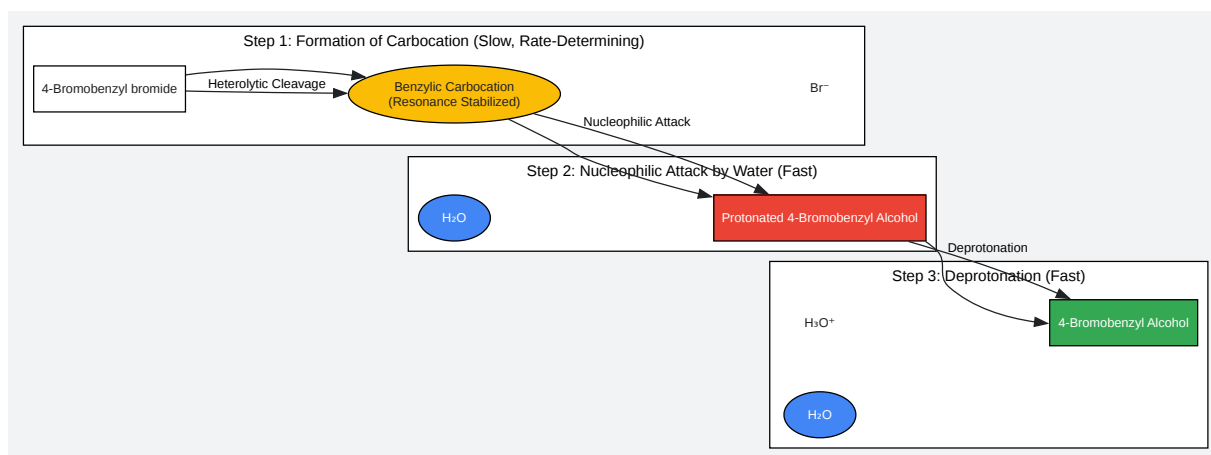 Step 1: Formation of Carbocation (Slow, Rate-Determining)
4-Bromobenzyl bromide
Heterolytic Cleavage
Benzylic Carbocation
(Resonance Stabilized)
Br⁻
Nucleophilic Attack
Step 2: Nucleophilic Attack by Water (Fast)
H₂O
Protonated 4-Bromobenzyl Alcohol
Deprotonation
Step 3: Deprotonation (Fast)
H₃O⁺
4-Bromobenzyl Alcohol
H₂O